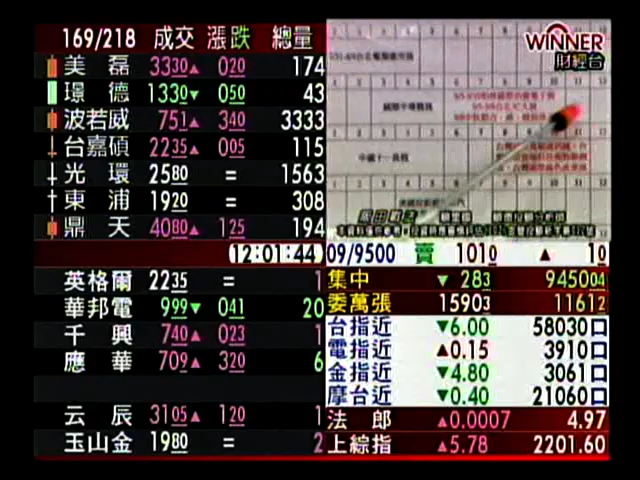 169/218 成交 漲跌 總量
美磊 3330▲ 020 174
璟德 1330▼ 050 43
波若威 751▲ 340 3333
台嘉碩 2235▲ 005 115
光環 2580 = 1563
東浦 1920 = 308
鼎天 4080▲ 125 194
WINNER
財經台
12:01:44 09/9500 賣 1010 ▲ 10
英格爾 2235 = 1
華邦電 999▼ 041 20
千興 740▲ 023 1
應華 709▲ 320 6
云辰 3105▲ 120 1
玉山金 1980 = 2
集中 ▼ 283 945004
委萬張 15903 11612
台指近 ▼6.00 58030口
電指近 ▲0.15 3910口
金指近 ▼4.80 3061口
摩台近 ▼0.40 21060口
法郎 ▲0.0007 4.97
上綜指 ▲5.78 2201.60